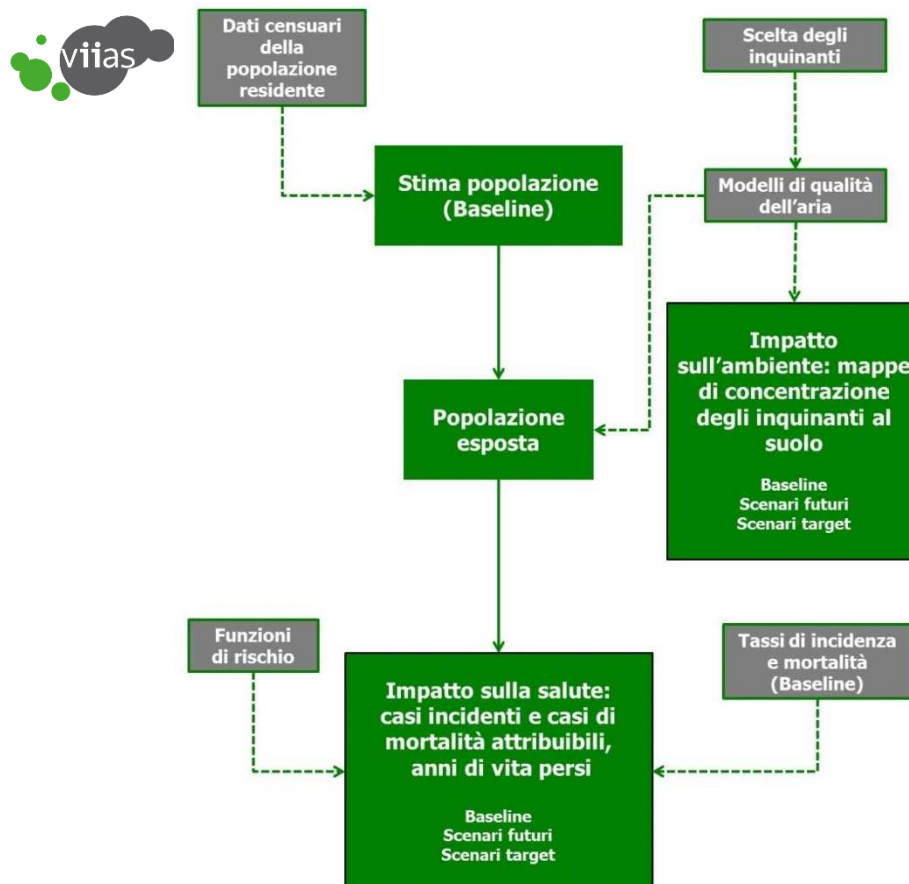 viias
Dati censuari
della
popolazione
residente
Scelta degli
inquinanti
Stima popolazione
(Baseline)
Modelli di qualità
dell'aria
Impatto
sull'ambiente: mappe
di concentrazione
degli inquinanti al
suolo
Baseline
Scenari futuri
Scenari target
Popolazione
esposta
Funzioni
di rischio
Tassi di incidenza
e mortalità
(Baseline)
Impatto sulla salute:
casi incidenti e casi di
mortalità attribuibili,
anni di vita persi
Baseline
Scenari futuri
Scenari target